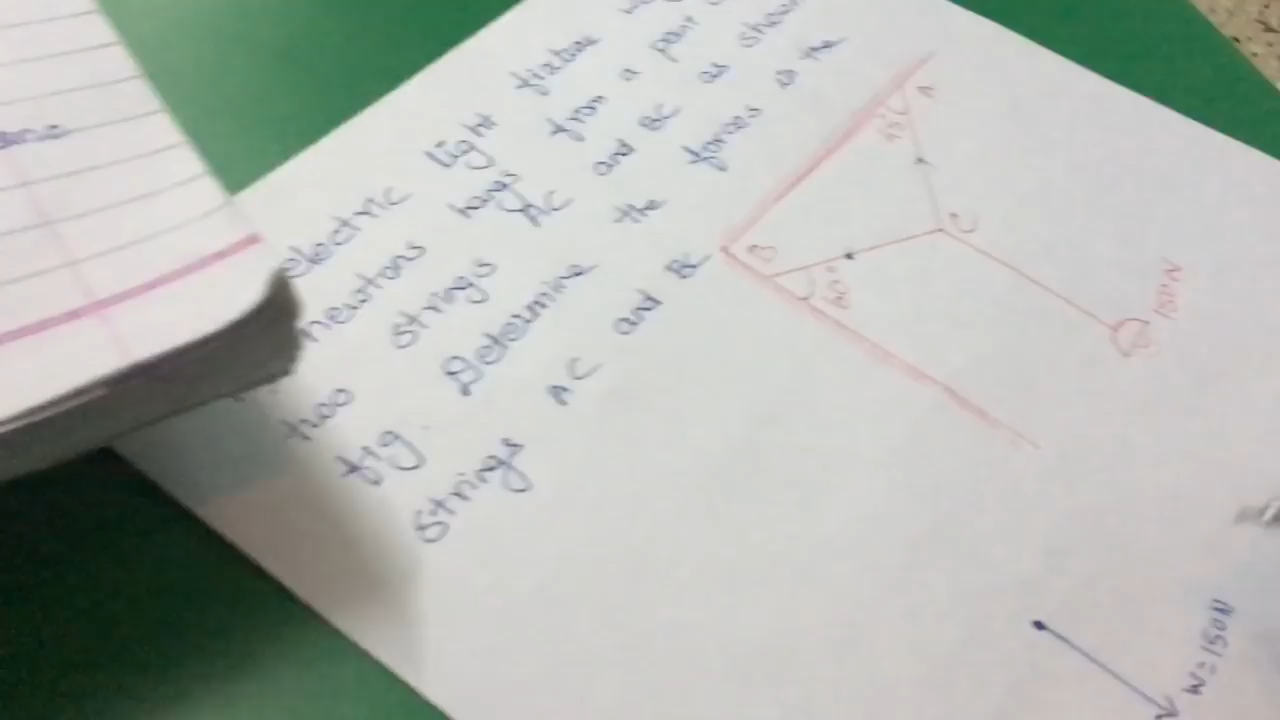 electric light fixture
newtons hangs from a point
two strings AC and BC as shown
fig. Determine the forces in the
strings AC and BC
A
45°
C
B
60°
150N
W=150N